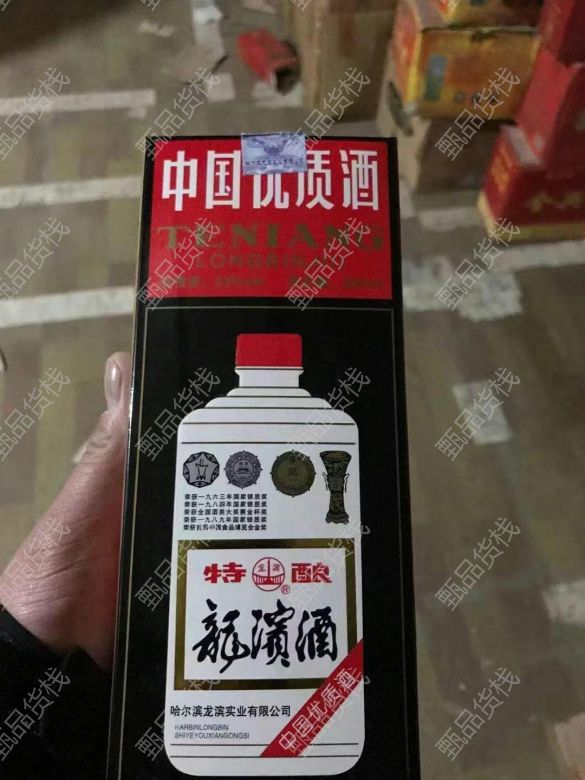 中国优质酒
TENIANG
LONGBIN
荣获一九六三年国家银质奖
荣获一九八四年国家银质奖
荣获全国酒类大奖赛金杯奖
荣获一九八九年国家银质奖
荣获首届中国食品博览会金奖
特 龙滨 酿
®
龍濱酒
哈尔滨龙滨实业有限公司
HARBINLONGBIN
SHIYEYOUXIANGONGSI
中国优质酒
甄品货栈